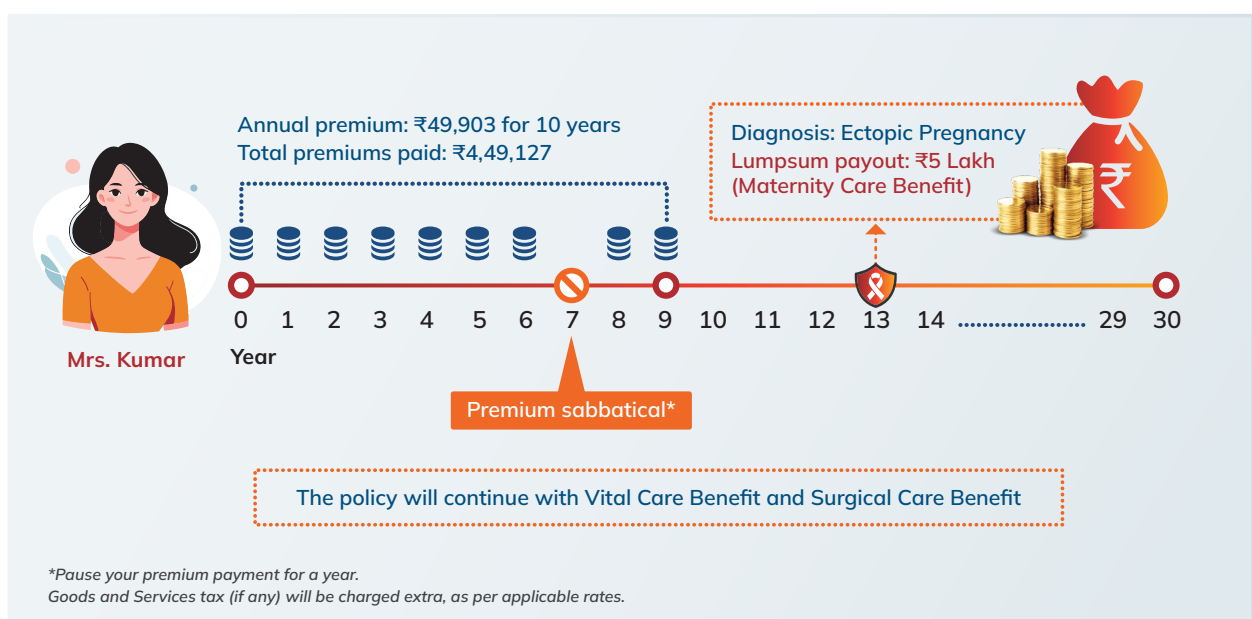 Annual premium: ₹49,903 for 10 years
Total premiums paid: ₹4,49,127
Diagnosis: Ectopic Pregnancy
Lumpsum payout: ₹5 Lakh
(Maternity Care Benefit)
₹
0 1 2 3 4 5 6 7 8 9 10 11 12 13 14 29 30
Year
Mrs. Kumar
Premium sabbatical*
The policy will continue with Vital Care Benefit and Surgical Care Benefit
*Pause your premium payment for a year.
Goods and Services tax (if any) will be charged extra, as per applicable rates.